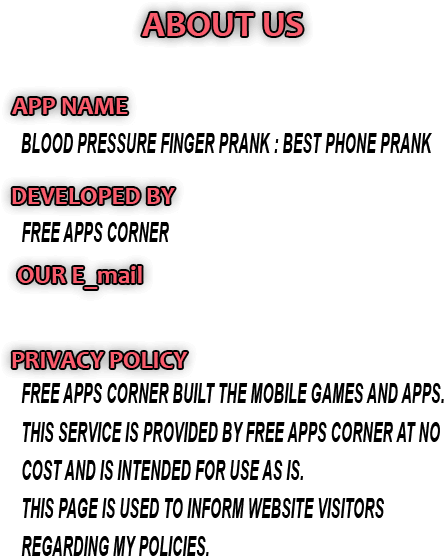 ABOUT US
APP NAME
BLOOD PRESSURE FINGER PRANK : BEST PHONE PRANK
DEVELOPED BY
FREE APPS CORNER
OUR E_mail
PRIVACY POLICY
FREE APPS CORNER BUILT THE MOBILE GAMES AND APPS.
THIS SERVICE IS PROVIDED BY FREE APPS CORNER AT NO
COST AND IS INTENDED FOR USE AS IS.
THIS PAGE IS USED TO INFORM WEBSITE VISITORS
REGARDING MY POLICIES.